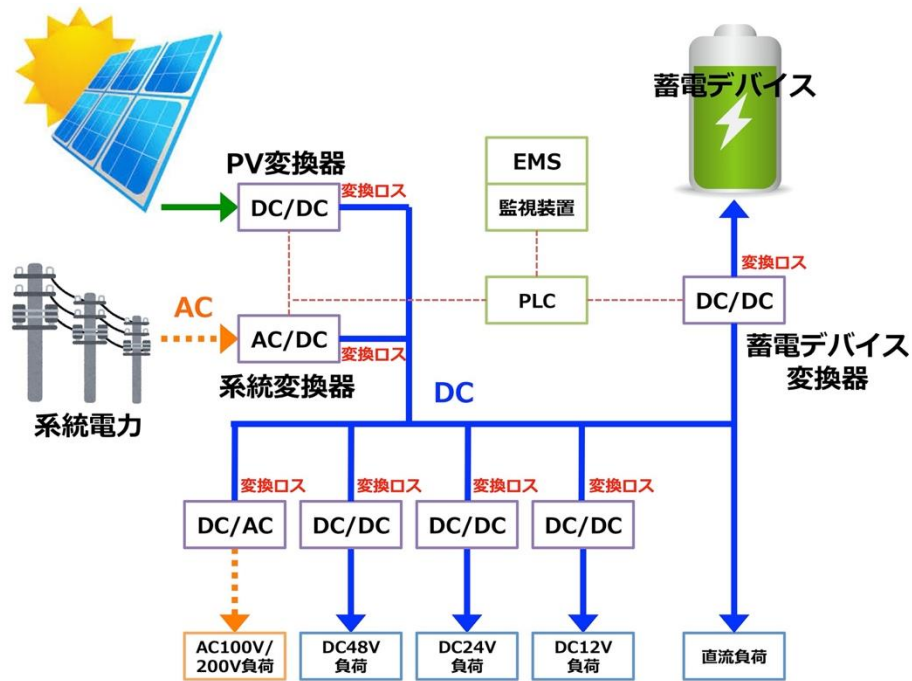 蓄電デバイス
PV変換器
DC/DC
変換ロス
EMS
監視装置
変換ロス
AC
AC/DC
変換ロス
PLC
DC/DC
系統変換器
蓄電デバイス
変換器
系統電力
DC
変換ロス
変換ロス
変換ロス
変換ロス
DC/AC
DC/DC
DC/DC
DC/DC
AC100V/
200V負荷
DC48V
負荷
DC24V
負荷
DC12V
負荷
直流負荷